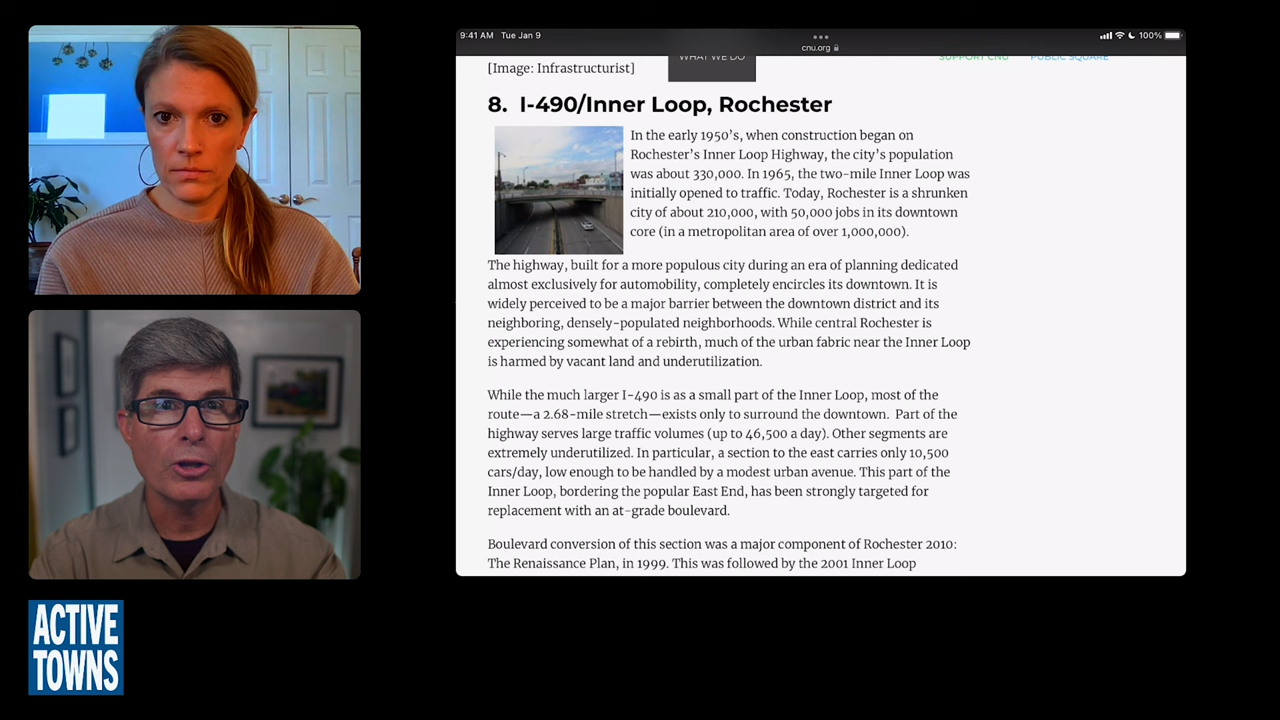 9:41 AM Tue Jan 9
100%
cnu.org
WHAT WE DO
SUPPORT CNU
PUBLIC SQUARE
[Image: Infrastructurist]
8. I-490/Inner Loop, Rochester
In the early 1950’s, when construction began on
Rochester’s Inner Loop Highway, the city’s population
was about 330,000. In 1965, the two-mile Inner Loop was
initially opened to traffic. Today, Rochester is a shrunken
city of about 210,000, with 50,000 jobs in its downtown
core (in a metropolitan area of over 1,000,000).
The highway, built for a more populous city during an era of planning dedicated
almost exclusively for automobility, completely encircles its downtown. It is
widely perceived to be a major barrier between the downtown district and its
neighboring, densely-populated neighborhoods. While central Rochester is
experiencing somewhat of a rebirth, much of the urban fabric near the Inner Loop
is harmed by vacant land and underutilization.
While the much larger I-490 is as a small part of the Inner Loop, most of the
route—a 2.68-mile stretch—exists only to surround the downtown. Part of the
highway serves large traffic volumes (up to 46,500 a day). Other segments are
extremely underutilized. In particular, a section to the east carries only 10,500
cars/day, low enough to be handled by a modest urban avenue. This part of the
Inner Loop, bordering the popular East End, has been strongly targeted for
replacement with an at-grade boulevard.
Boulevard conversion of this section was a major component of Rochester 2010:
The Renaissance Plan, in 1999. This was followed by the 2001 Inner Loop
ACTIVE
TOWNS